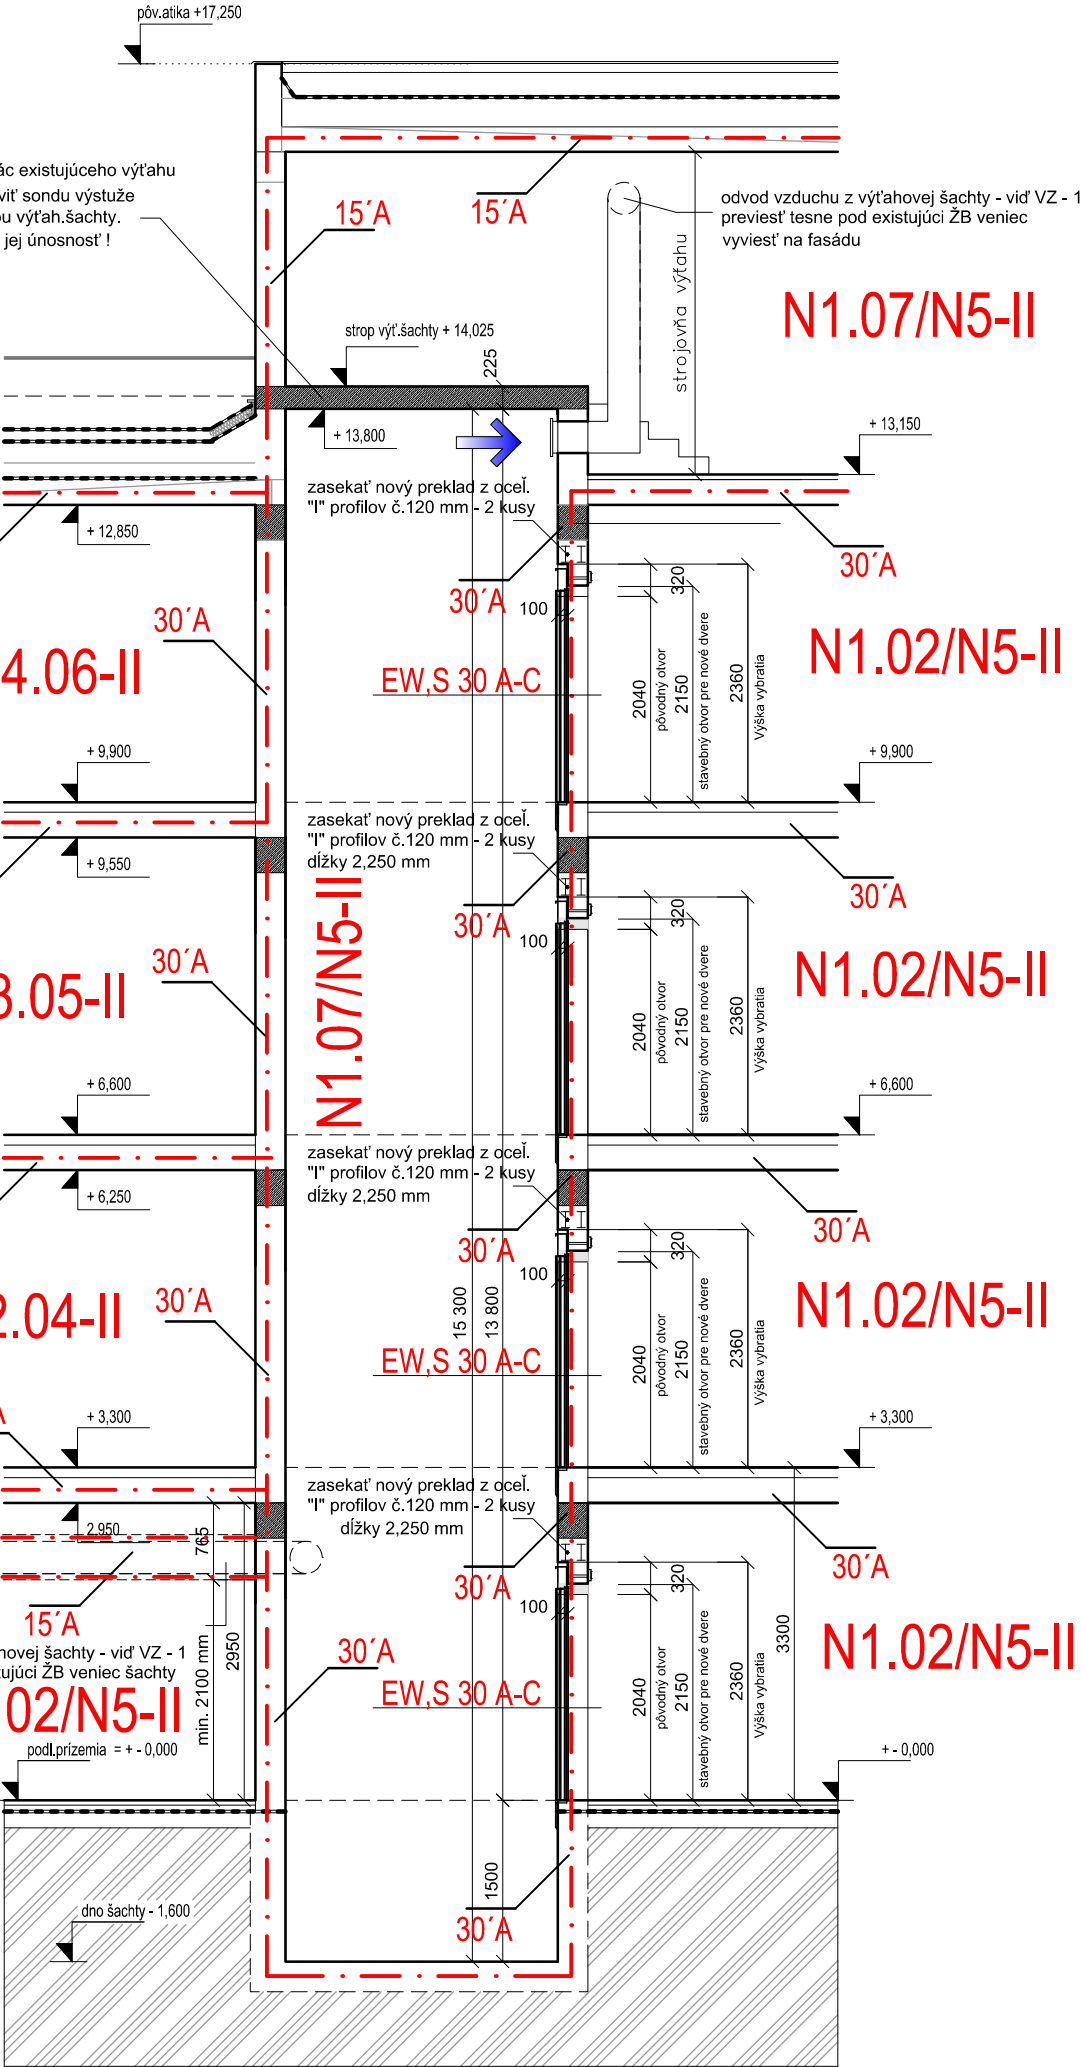 pôv.atika +17,250
ác existujúceho výťahu
viť sondu výstuže
ou výťah.šachty.
jej únosnosť !
15´A
15´A
odvod vzduchu z výťahovej šachty - viď VZ - 1
previesť tesne pod existujúci ŽB veniec
vyviesť na fasádu
strojovňa výťahu
N1.07/N5-II
strop výť.šachty + 14,025
225
+ 13,800
+ 13,150
zasekať nový preklad z oceľ.
"I" profilov č.120 mm - 2 kusy
+ 12,850
30´A
30´A
30´A
100
320
2040
pôvodný otvor
2150
stavebný otvor pre nové dvere
2360
Výška vybratia
4.06-II
EW,S 30 A-C
N1.02/N5-II
+ 9,900
+ 9,900
zasekať nový preklad z oceľ.
"I" profilov č.120 mm - 2 kusy
dĺžky 2,250 mm
+ 9,550
30´A
30´A
30´A
100
320
2040
pôvodný otvor
2150
stavebný otvor pre nové dvere
2360
Výška vybratia
3.05-II
N1.07/N5-II
N1.02/N5-II
+ 6,600
+ 6,600
zasekať nový preklad z oceľ.
"I" profilov č.120 mm - 2 kusy
dĺžky 2,250 mm
+ 6,250
30´A
30´A
30´A
100
320
2040
pôvodný otvor
2150
stavebný otvor pre nové dvere
2360
Výška vybratia
2.04-II
15 300
13 800
EW,S 30 A-C
N1.02/N5-II
A
+ 3,300
+ 3,300
zasekať nový preklad z oceľ.
"I" profilov č.120 mm - 2 kusy
dĺžky 2,250 mm
2,950
765
30´A
30´A
100
320
2040
pôvodný otvor
2150
stavebný otvor pre nové dvere
2360
Výška vybratia
3300
15´A
hovej šachty - viď VZ - 1
tujúci ŽB veniec šachty
min. 2100 mm
2950
30´A
EW,S 30 A-C
02/N5-II
N1.02/N5-II
podl.prízemia = + - 0,000
+ - 0,000
1500
30´A
dno šachty - 1,600